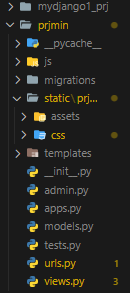 mydjango1_prj
prjmin
__pycache__
js
migrations
static\prj...
assets
css
templates
__init__.py
admin.py
apps.py
models.py
tests.py
urls.py 1
views.py 3